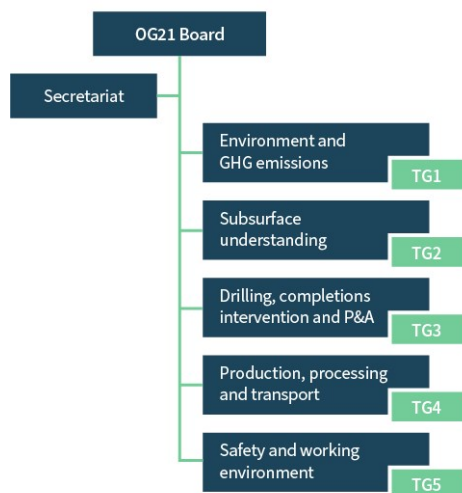 OG21 Board
Secretariat
Environment and
GHG emissions
TG1
Subsurface
understanding
TG2
Drilling, completions
intervention and P&A
TG3
Production, processing
and transport
TG4
Safety and working
environment
TG5